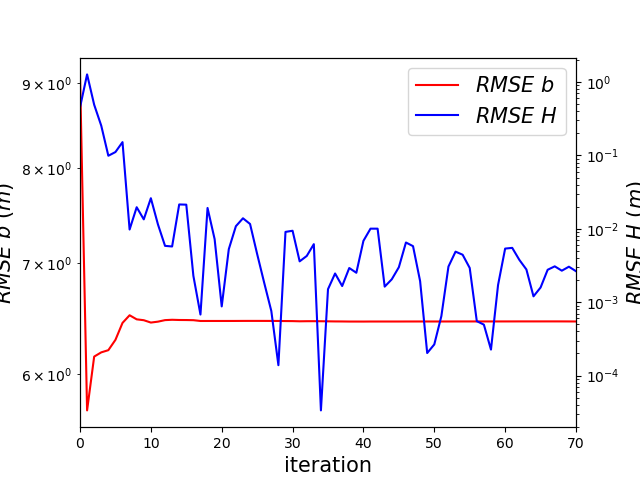 RMSE b
RMSE H
9 × 10⁰
8 × 10⁰
7 × 10⁰
6 × 10⁰
RMSE b (m)
10⁰
10⁻¹
10⁻²
10⁻³
10⁻⁴
RMSE H (m)
0 10 20 30 40 50 60 70
iteration